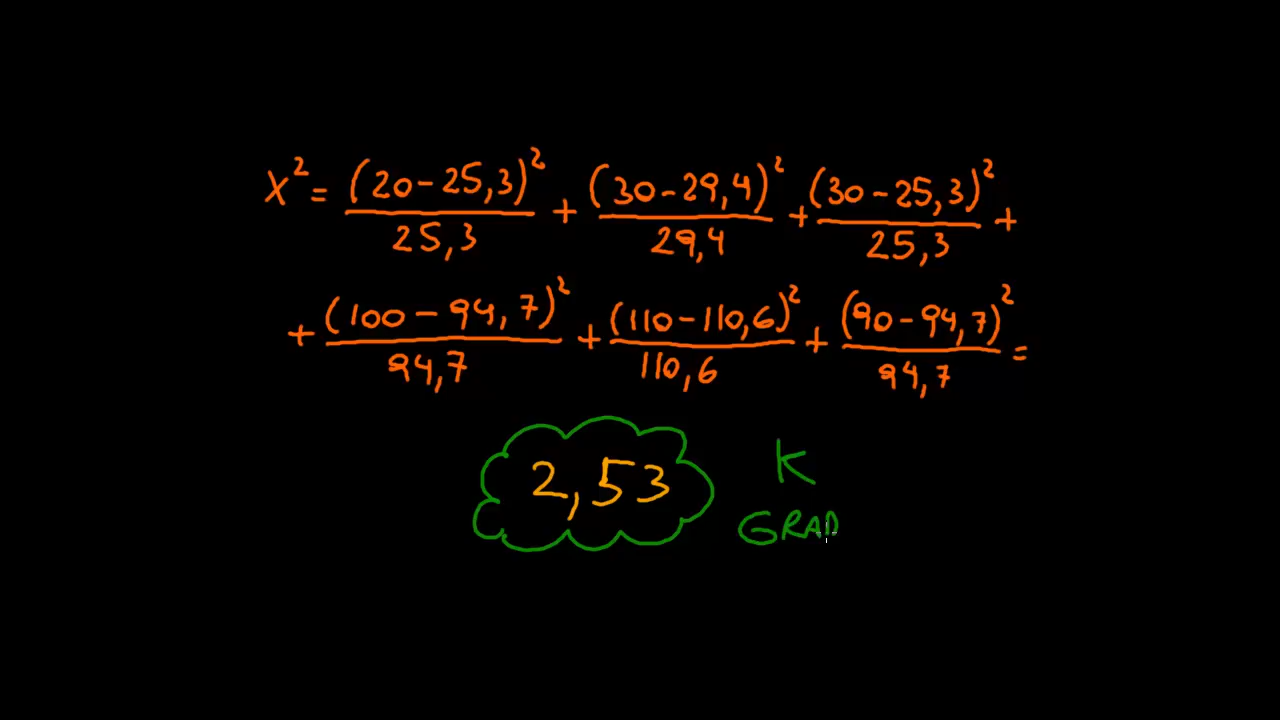 X² = (20-25,3)²/25,3 + (30-29,4)²/29,4 + (30-25,3)²/25,3 +
+ (100-94,7)²/94,7 + (110-110,6)²/110,6 + (90-94,7)²/94,7 =
2,53
K
GRAD